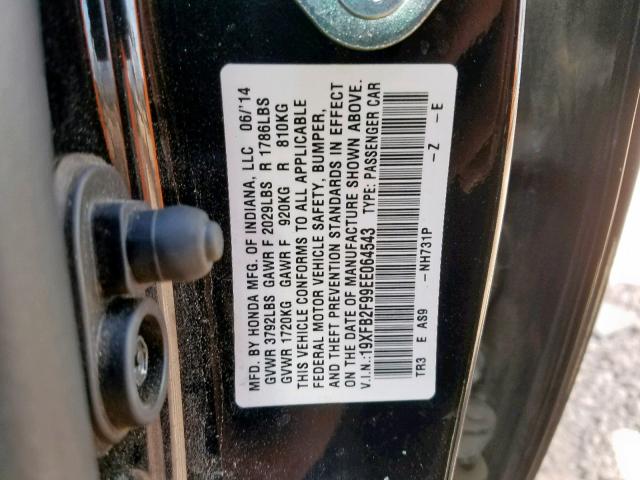 MFD. BY HONDA MFG. OF INDIANA, LLC 06/'14
GVWR 3792LBS GAWR F 2029LBS R 1786LBS
GVWR 1720KG GAWR F 920KG R 810KG
THIS VEHICLE CONFORMS TO ALL APPLICABLE
FEDERAL MOTOR VEHICLE SAFETY, BUMPER,
AND THEFT PREVENTION STANDARDS IN EFFECT
ON THE DATE OF MANUFACTURE SHOWN ABOVE.
V.I.N.:19XFB2F99EE064543 TYPE: PASSENGER CAR
TR3 E AS9 -NH731P -Z -E